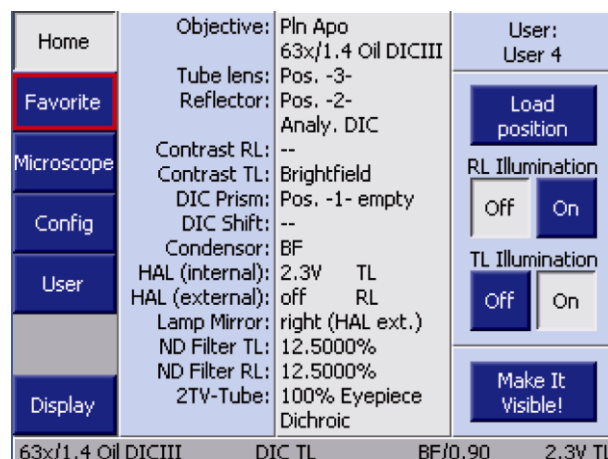 Home
Favorite
Microscope
Config
User
Display
Objective: Pln Apo
63x/1.4 Oil DICIII
Tube lens: Pos. -3-
Reflector: Pos. -2-
Analy. DIC
Contrast RL: --
Contrast TL: Brightfield
DIC Prism: Pos. -1- empty
DIC Shift: --
Condensor: BF
HAL (internal): 2.3V TL
HAL (external): off RL
Lamp Mirror: right (HAL ext.)
ND Filter TL: 12.5000%
ND Filter RL: 12.5000%
2TV-Tube: 100% Eyepiece
Dichroic
User:
User 4
Load
position
RL Illumination
Off On
TL Illumination
Off On
Make It
Visible!
63x/1.4 Oil DICIII DIC TL BF/0.90 2.3V TL